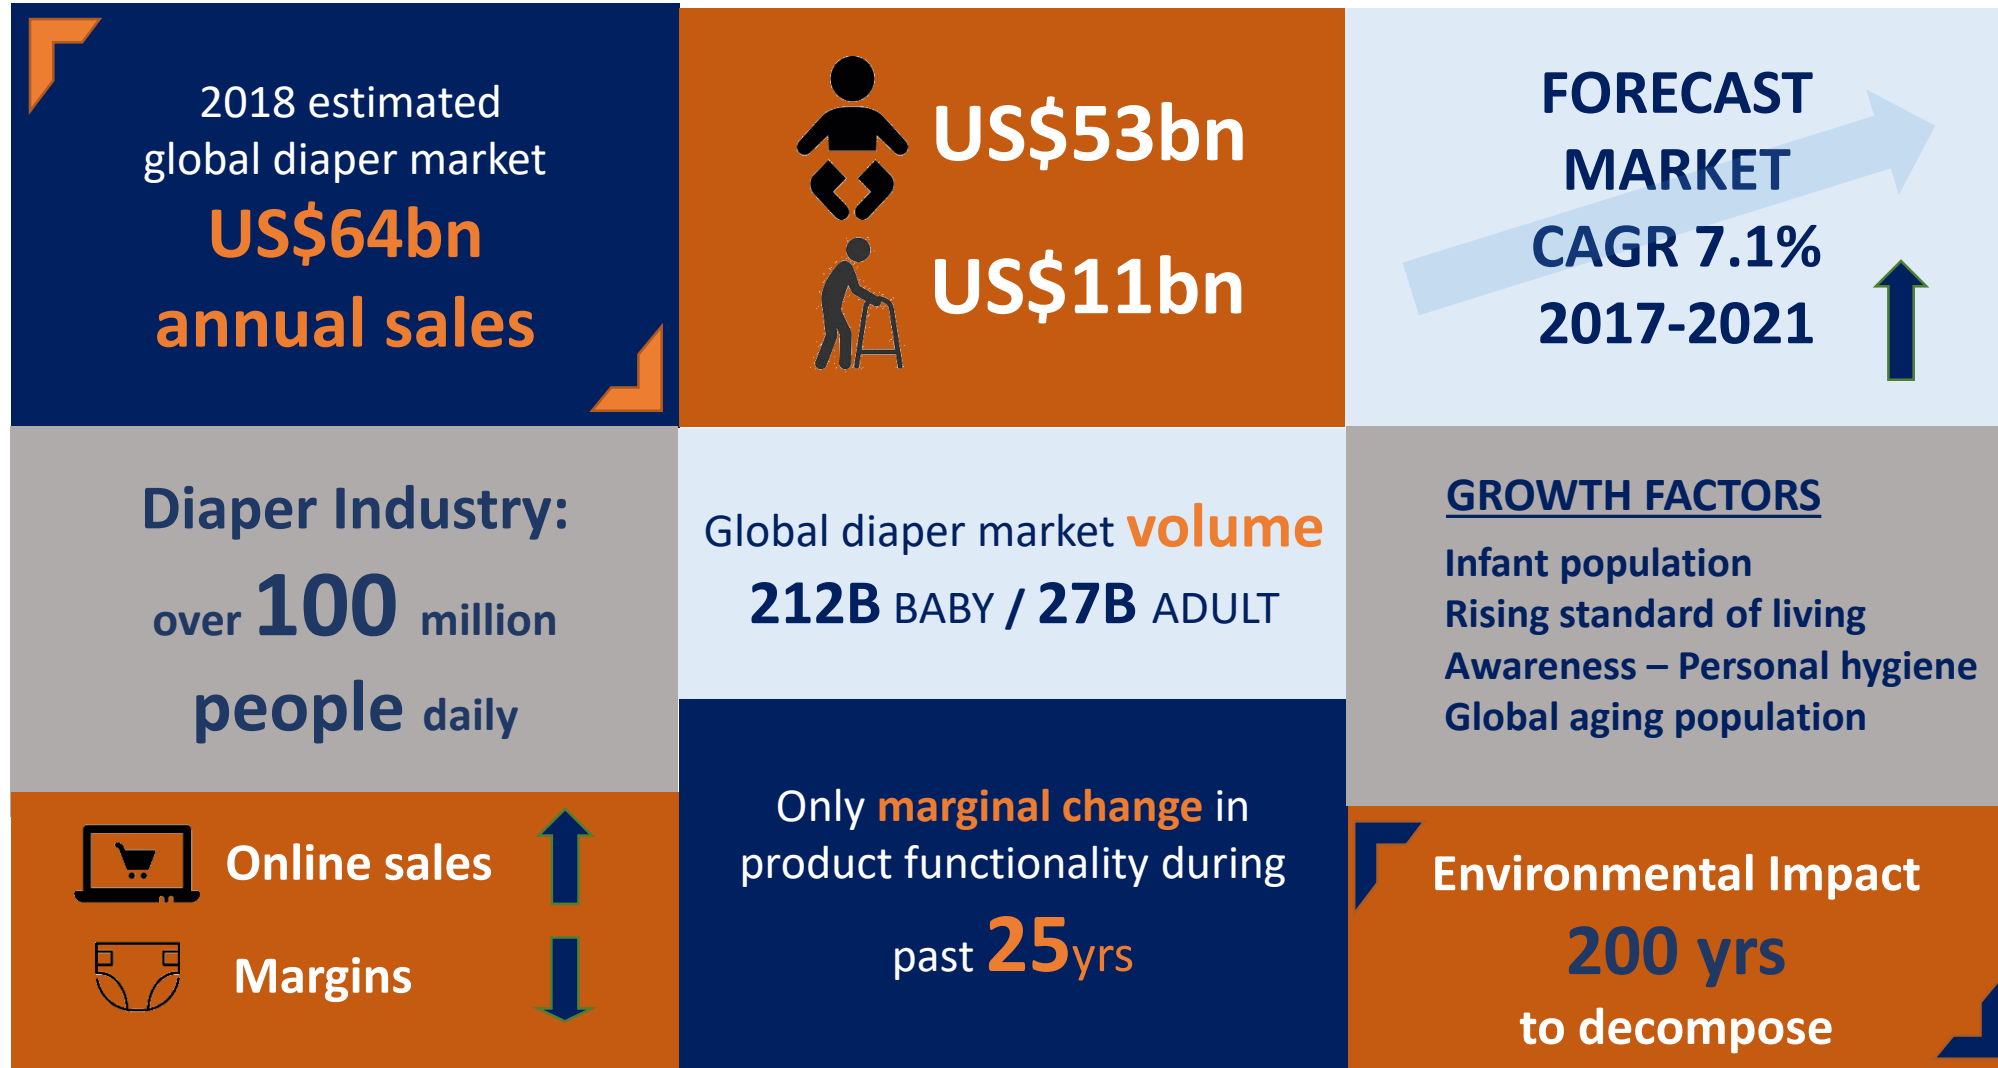 2018 estimated
global diaper market
US$64bn
annual sales
US$53bn
US$11bn
FORECAST
MARKET
CAGR 7.1%
2017-2021
Diaper Industry:
over 100 million
people daily
Global diaper market volume
212B BABY / 27B ADULT
GROWTH FACTORS
Infant population
Rising standard of living
Awareness – Personal hygiene
Global aging population
Online sales
Margins
Only marginal change in
product functionality during
past 25yrs
Environmental Impact
200 yrs
to decompose